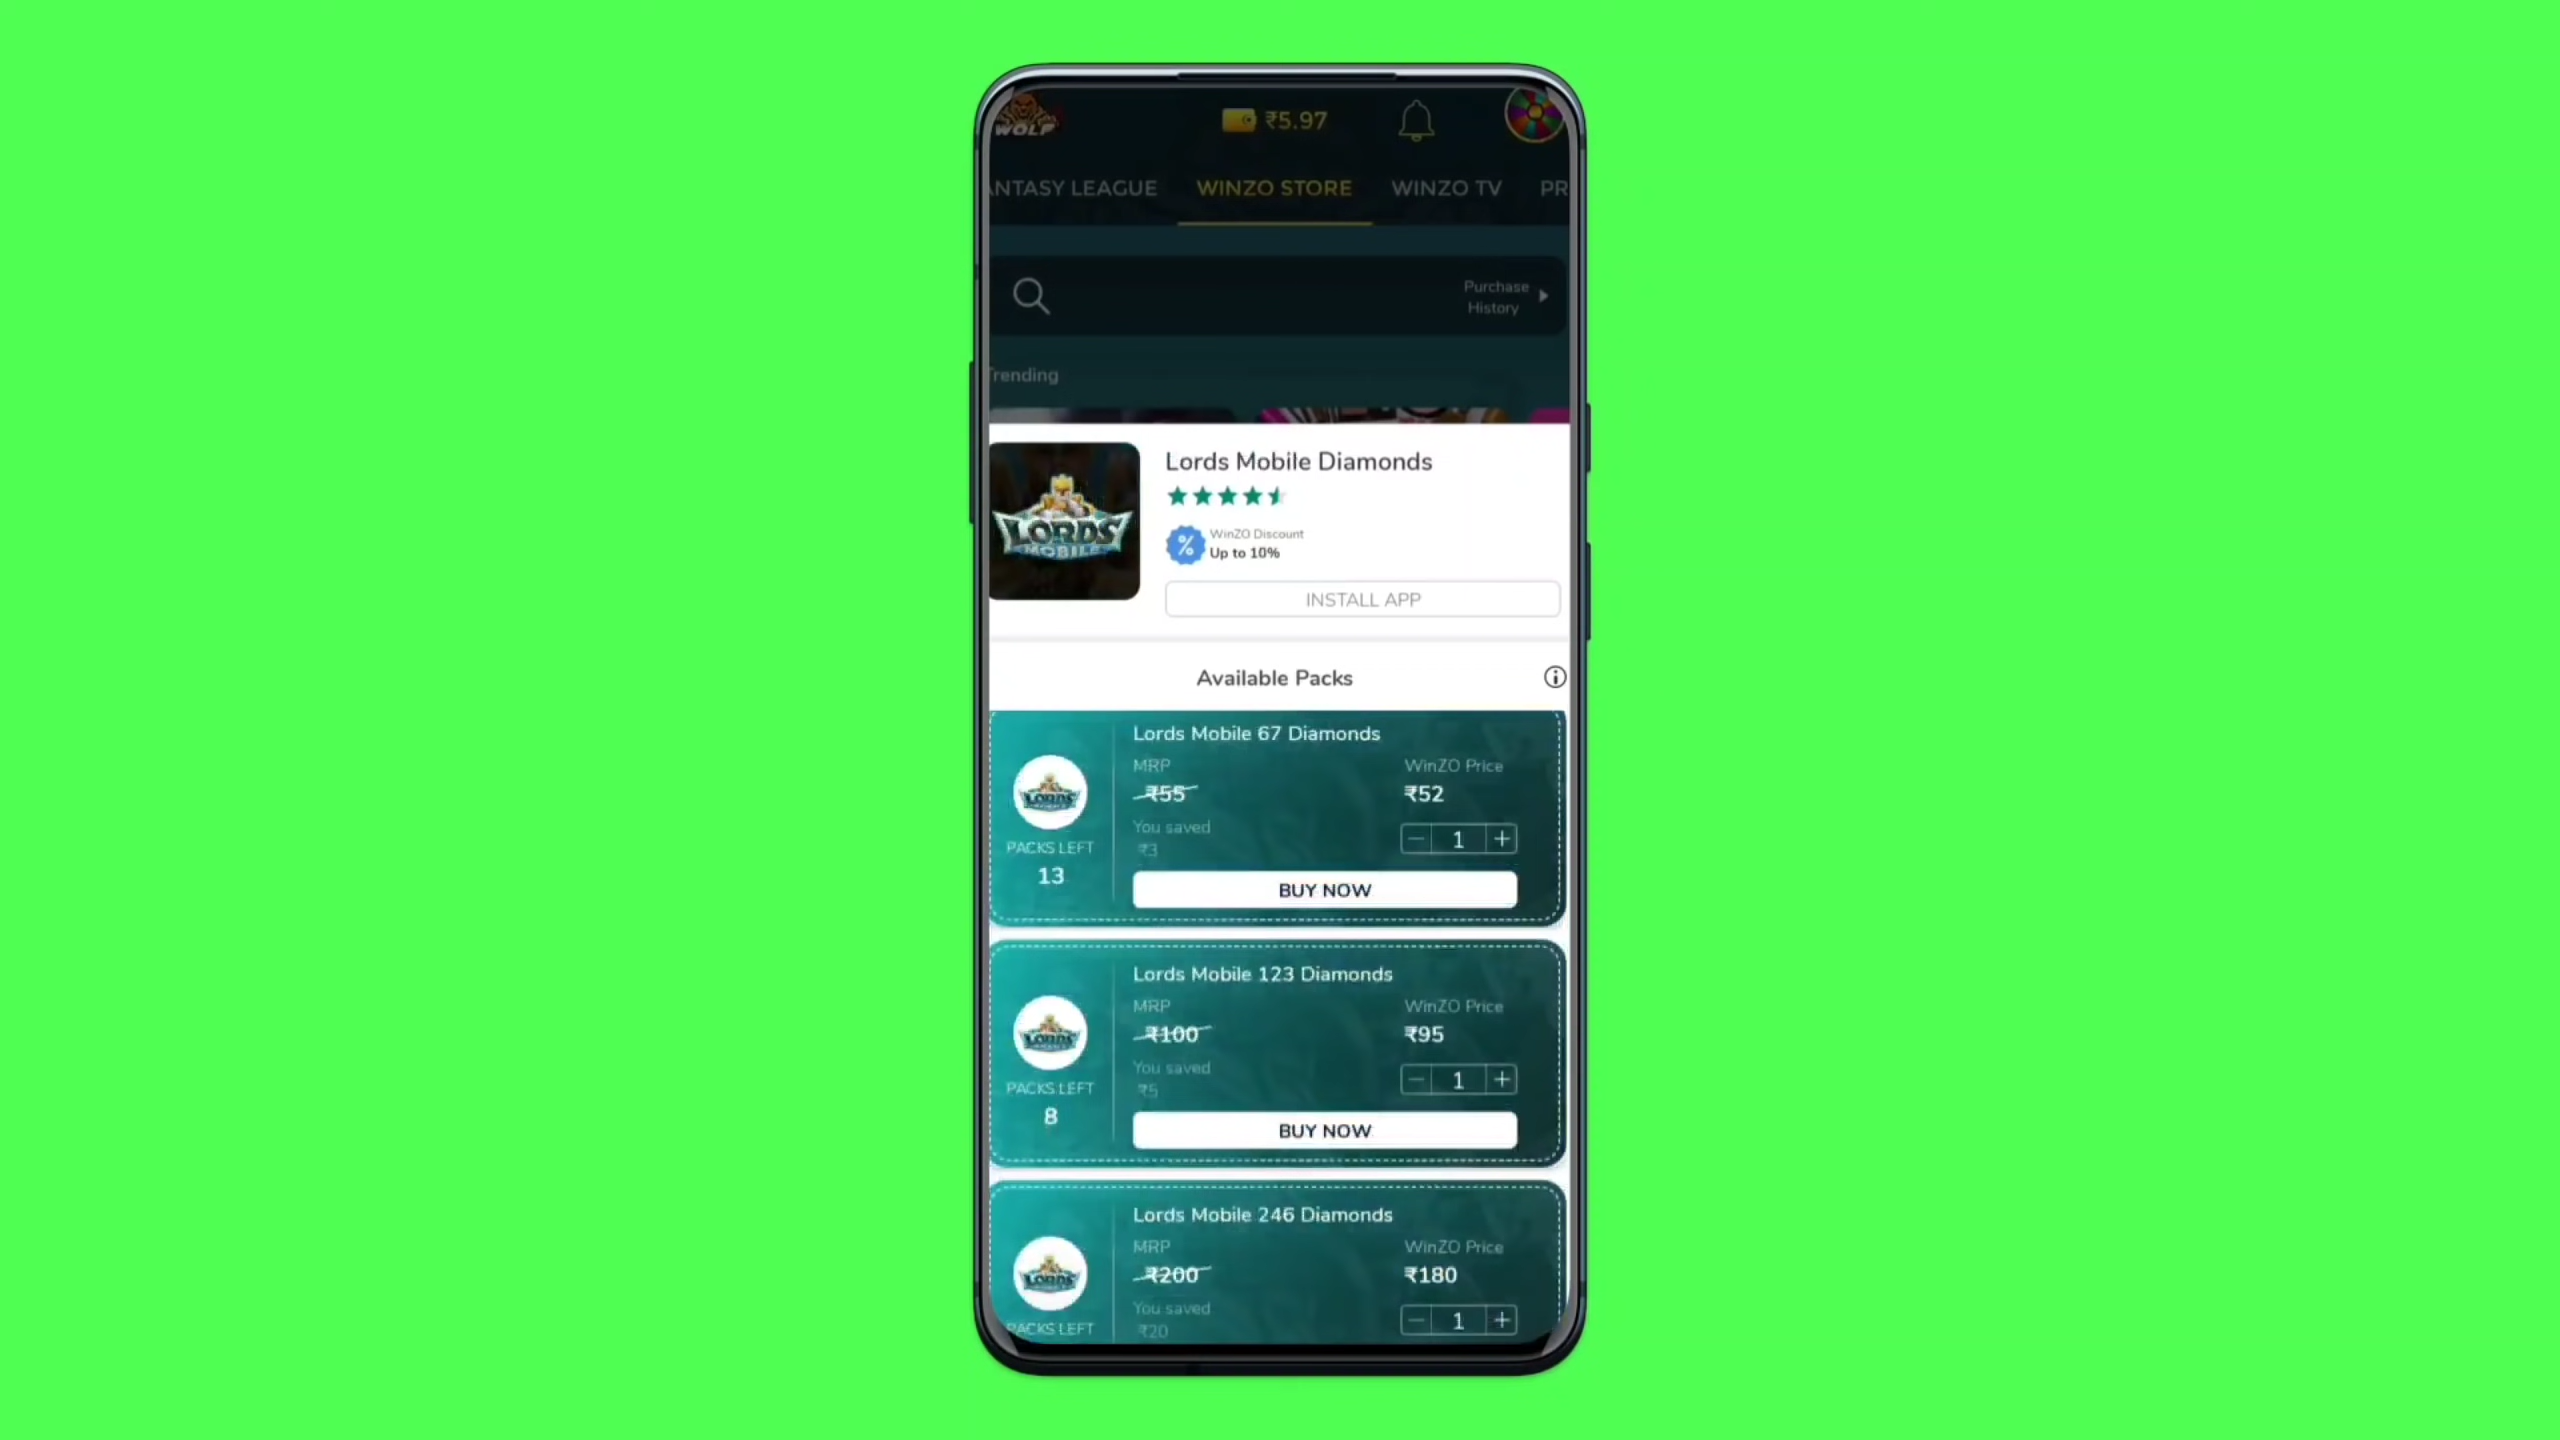 WOLF
₹5.97
ANTASY LEAGUE
WINZO STORE
WINZO TV
PR
Purchase
History
Trending
LORDS
MOBILE
Lords Mobile Diamonds
%
WinZO Discount
Up to 10%
INSTALL APP
Available Packs
Lords Mobile 67 Diamonds
MRP
WinZO Price
₹55
₹52
You saved
₹3
1
LORDS
PACKS LEFT
13
BUY NOW
Lords Mobile 123 Diamonds
MRP
WinZO Price
₹100
₹95
You saved
₹5
1
LORDS
PACKS LEFT
8
BUY NOW
Lords Mobile 246 Diamonds
MRP
WinZO Price
₹200
₹180
You saved
₹20
1
LORDS
PACKS LEFT